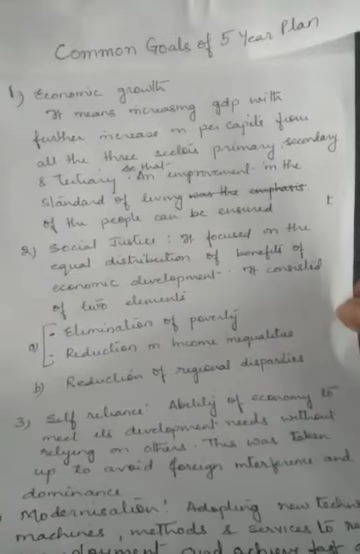 Common Goals of 5 Year Plan
1) Economic growth
It means increasing gdp with
further increase in per capita from
all the three sectors primary, secondary
& Tertiary so that An improvement in the
standard of living was the emphasis
of the people can be ensured
2) Social Justice : It focused on the
equal distribution of benefits of
economic development. It consisted
of two elements
a) - Elimination of poverty
- Reduction in Income inequalities
b) Reduction of regional disparities
3) Self reliance : Ability of economy to
meet its development needs without
relying on others. This was taken
up to avoid foreign interference and
dominance
Modernisation : Adopting new
machines, methods & services to
and achieve